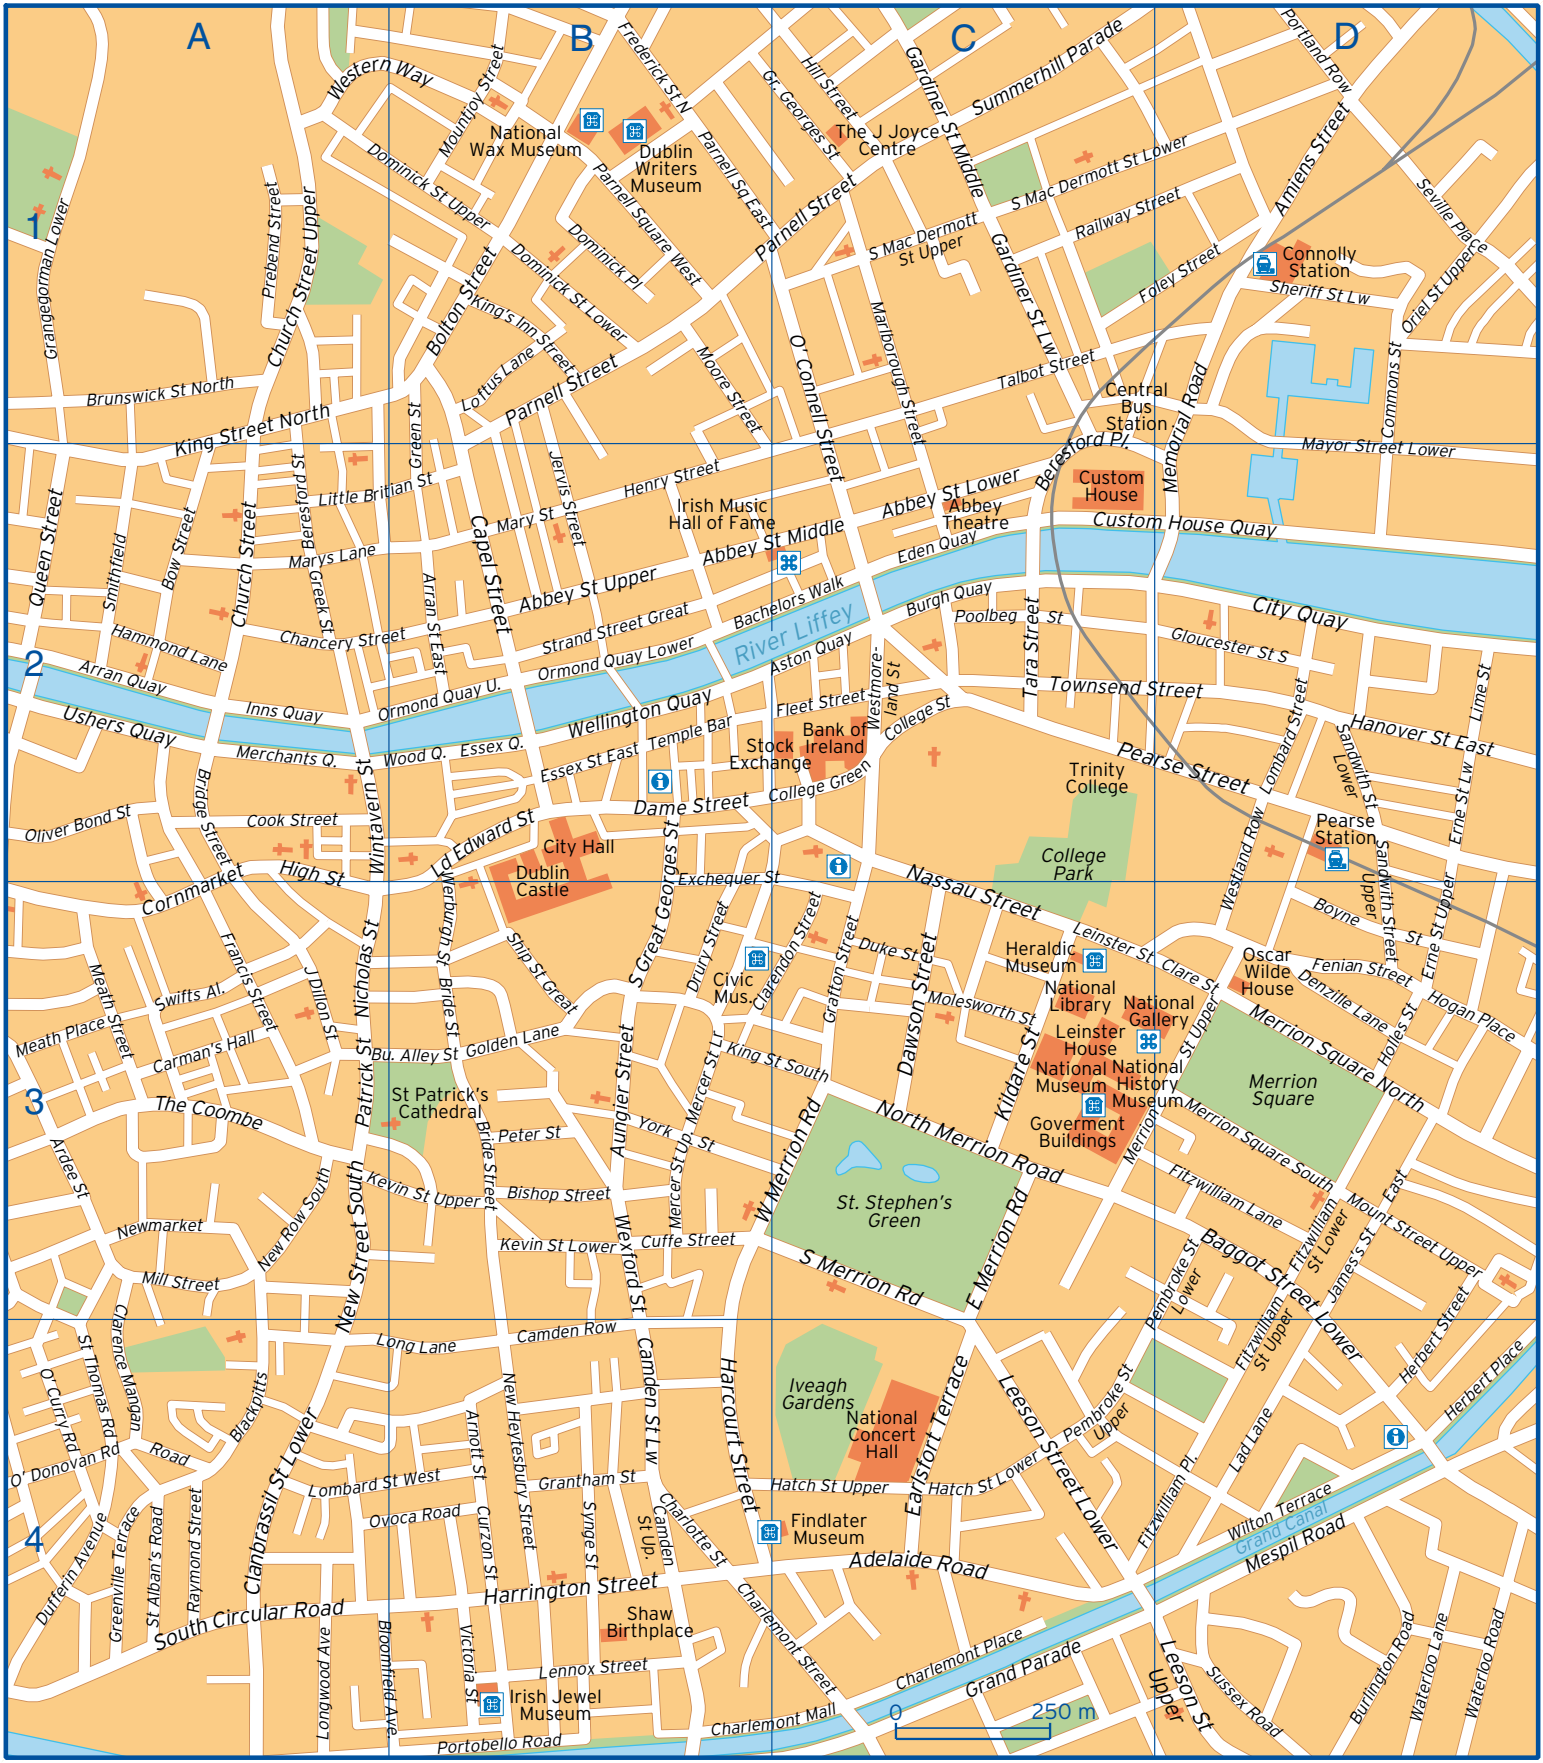 A
B
C
D
1
2
3
4
Western Way
Mountjoy Street
Frederick St N
Hill Street
Gr. Georges St
Gardiner St Middle
Summerhill Parade
Portland Row
National
Wax Museum
Dublin
Writers
Museum
The J Joyce
Centre
Dominick St Upper
Parnell Square West
Parnell Sq East
Parnell Street
S Mac Dermott St Lower
Railway Street
S Mac Dermott
St Upper
Amiens Street
Seville Place
Grangegorman Lower
Prebend Street
Church Street Upper
Dominick Pl
Dominick St Lower
Bolton Street
King's Inn Street
Loftus Lane
Parnell Street
Gardiner St Lw
Foley Street
Connolly
Station
Sheriff St Lw
Oriel St Upper
Marlborough Street
O' Connell Street
Moore Street
Talbot Street
Central
Bus
Station
Memorial Road
Commons St
Brunswick St North
King Street North
Green St
Beresford Pl.
Mayor Street Lower
Queen Street
Smithfield
Bow Street
Church Street
Beresford St
Little Britian St
Jervis Street
Henry Street
Mary St
Marys Lane
Greek St
Capel Street
Arran St East
Irish Music
Hall of Fame
Abbey St Middle
Abbey St Lower
Abbey
Theatre
Custom
House
Custom House Quay
Eden Quay
Abbey St Upper
Bachelors Walk
Burgh Quay
Poolbeg St
City Quay
Gloucester St S
Hammond Lane
Chancery Street
Strand Street Great
Ormond Quay Lower
River Liffey
Aston Quay
Westmore-
land St
Tara Street
Townsend Street
Lime St
Arran Quay
Ushers Quay
Inns Quay
Ormond Quay U.
Merchants Q.
Wood Q.
Essex Q.
Wellington Quay
Fleet Street
College St
Essex St East
Temple Bar
Stock
Exchange
Bank of
Ireland
College Green
Trinity
College
Pearse Street
Lombard Street
Hanover St East
Sandwith St
Lower
Erne St Lw
Bridge Street
Winetavern St
Oliver Bond St
Cook Street
High St
Cornmarket
Ld Edward St
Dame Street
City Hall
Dublin
Castle
S Great Georges St
Exchequer St
College
Park
Nassau Street
Westland Row
Pearse
Station
Sandwith Street
Upper
Erne St Upper
Werburgh St
Ship St Great
Drury Street
Clarendon Street
Grafton Street
Duke St
Dawson Street
Leinster St
Clare St
Boyne St
Fenian Street
Denzille Lane
Hogan Place
Oscar
Wilde
House
Heraldic
Museum
National
Library
National
Gallery
Leinster
House
National
Museum
National
History
Museum
Goverment
Buildings
Civic
Mus.
Molesworth St
Kildare St
Merrion St Upper
Merrion Square North
Holles St
Merrion
Square
Merrion Square South
Meath Street
Swifts Al.
Meath Place
Francis Street
J Dillon St
Nicholas St
Bride St
Carman's Hall
Bu. Alley St
Golden Lane
King St South
Mercer St Lr
Aungier Street
St Patrick's
Cathedral
Patrick St
The Coombe
Ardee St
Bride Street
Peter St
York St
Mercer St Up.
W Merrion Rd
North Merrion Road
St. Stephen's
Green
E Merrion Rd
S Merrion Rd
Fitzwilliam Lane
Mount Street Upper
Kevin St Upper
Bishop Street
Newmarket
New Row South
New Street South
Mill Street
Kevin St Lower
Cuffe Street
Wexford St
Baggot Street Lower
Pembroke St
Lower
Fitzwilliam
St Lower
James's St East
Fitzwilliam
St Upper
Herbert Street
Herbert Place
Clarence Mangan Road
St Thomas Rd
O'Curry Rd
O' Donovan Rd
Long Lane
Camden Row
Camden St Lw
Harcourt Street
Iveagh
Gardens
National
Concert
Hall
Earlsfort Terrace
Leeson Street Lower
Pembroke St
Upper
Lad Lane
Blackpitts
Clanbrassil St Lower
Lombard St West
Arnott St
New Heytesbury Street
Grantham St
Ovoca Road
Curzon St
Synge St
Camden
St Up.
Charlotte St
Hatch St Upper
Hatch St Lower
Findlater
Museum
Fitzwilliam Pl.
Wilton Terrace
Grand Canal
Mespil Road
Dufferin Avenue
Greenville Terrace
St Alban's Road
Raymond Street
South Circular Road
Harrington Street
Adelaide Road
Shaw
Birthplace
Charlemont Street
Charlemont Place
Grand Parade
Longwood Ave
Bloomfield Ave.
Victoria St
Lennox Street
Irish Jewel
Museum
Portobello Road
Charlemont Mall
0
250 m
Leeson St
Upper
Sussex Road
Burlington Road
Waterloo Lane
Waterloo Road